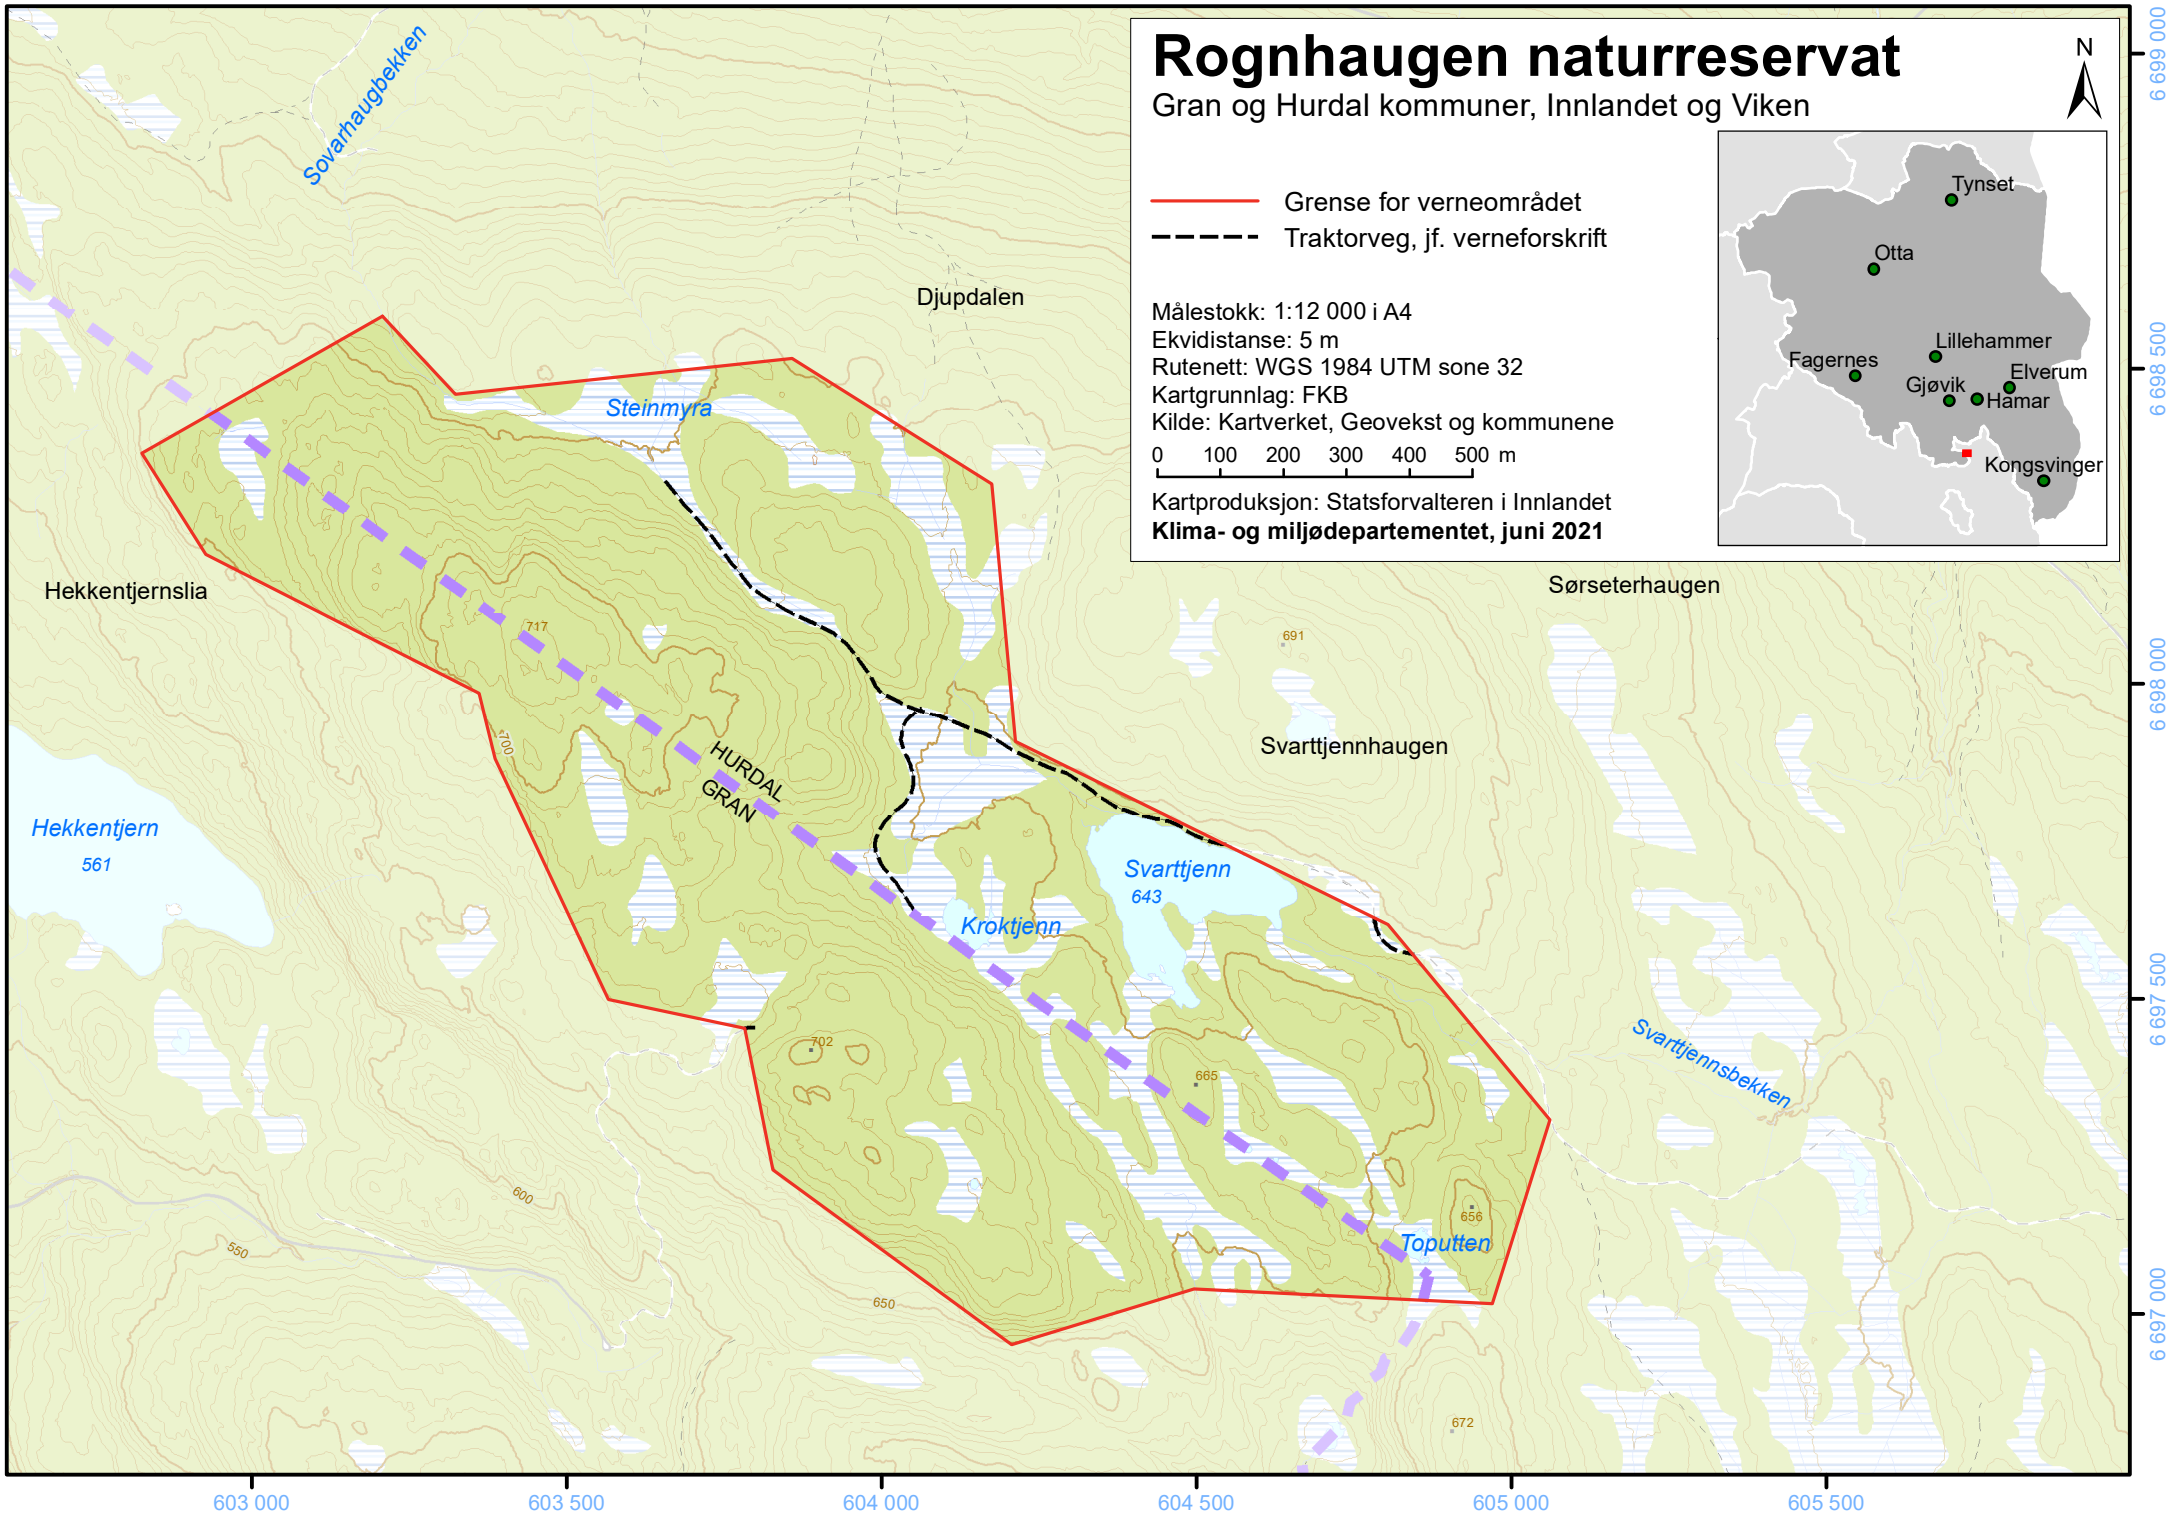 Rognhaugen naturreservat
Gran og Hurdal kommuner, Innlandet og Viken
N
Grense for verneområdet
Traktorveg, jf. verneforskrift
Målestokk: 1:12 000 i A4
Ekvidistanse: 5 m
Rutenett: WGS 1984 UTM sone 32
Kartgrunnlag: FKB
Kilde: Kartverket, Geovekst og kommunene
0 100 200 300 400 500 m
Kartproduksjon: Statsforvalteren i Innlandet
Klima- og miljødepartementet, juni 2021
Tynset
Otta
Lillehammer
Fagernes
Elverum
Gjøvik
Hamar
Kongsvinger
Sovarhaugbekken
Djupdalen
Steinmyra
Hekkentjernslia
Sørseterhaugen
717
691
700
HURDAL
GRAN
Svarttjennhaugen
Hekkentjern
561
Svarttjenn
643
Kroktjenn
702
665
Svarttjennsbekken
600
656
550
Toputten
650
672
603 000
603 500
604 000
604 500
605 000
605 500
6 699 000
6 698 500
6 698 000
6 697 500
6 697 000